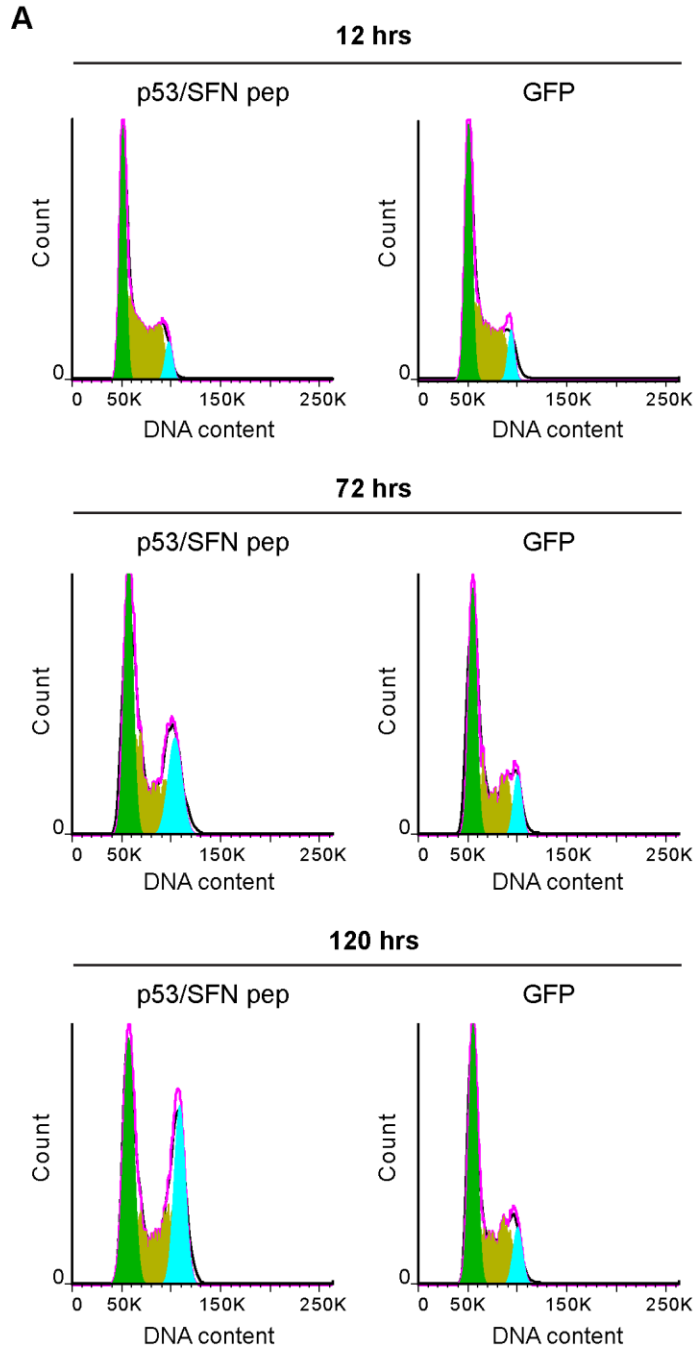 A
12 hrs
p53/SFN pep GFP
Count Count
0 0
0 50K 150K 250K 0 50K 150K 250K
DNA content DNA content
72 hrs
p53/SFN pep GFP
Count Count
0 0
0 50K 150K 250K 0 50K 150K 250K
DNA content DNA content
120 hrs
p53/SFN pep GFP
Count Count
0 0
0 50K 150K 250K 0 50K 150K 250K
DNA content DNA content